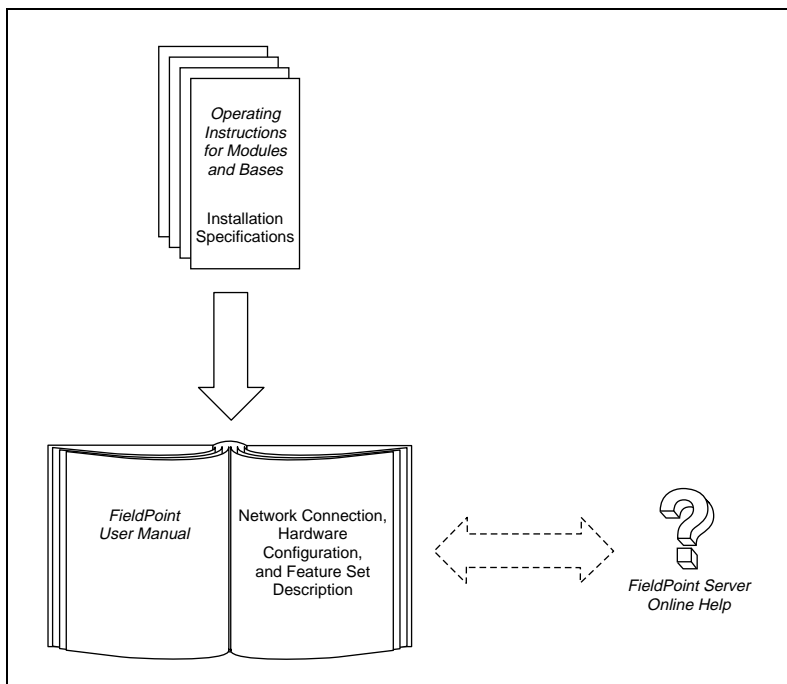 Operating
Instructions
for Modules
and Bases
Installation
Specifications
FieldPoint
User Manual
Network Connection,
Hardware
Configuration,
and Feature Set
Description
?
FieldPoint Server
Online Help